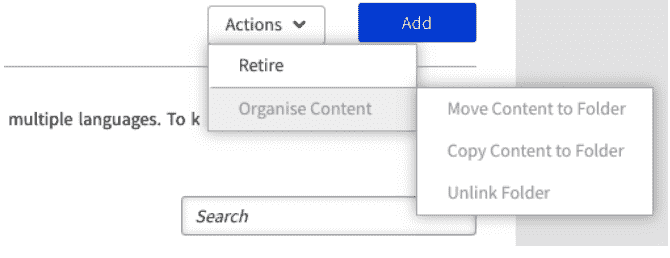 Actions
Add
Retire
Organise Content
Move Content to Folder
multiple languages. To k
Copy Content to Folder
Unlink Folder
Search